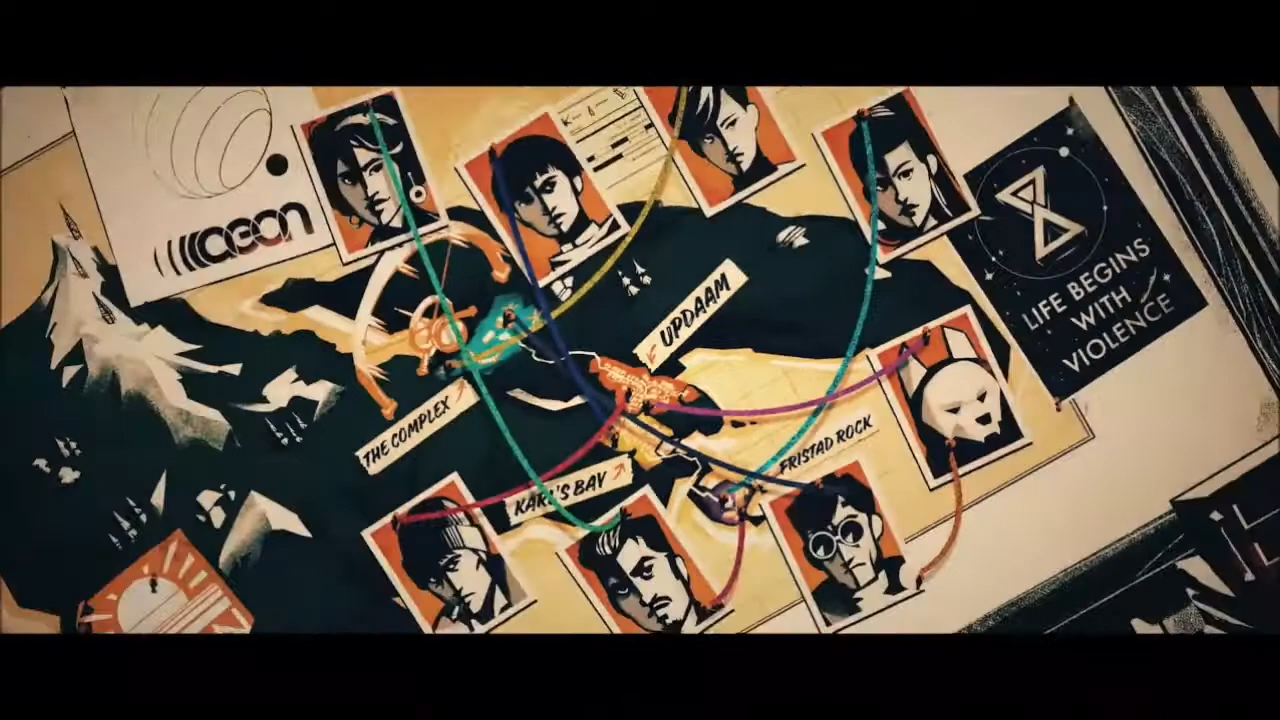 AEON
UPDAAM
LIFE BEGINS
WITH
VIOLENCE
THE COMPLEX
FRISTAD ROCK
KARL'S BAY